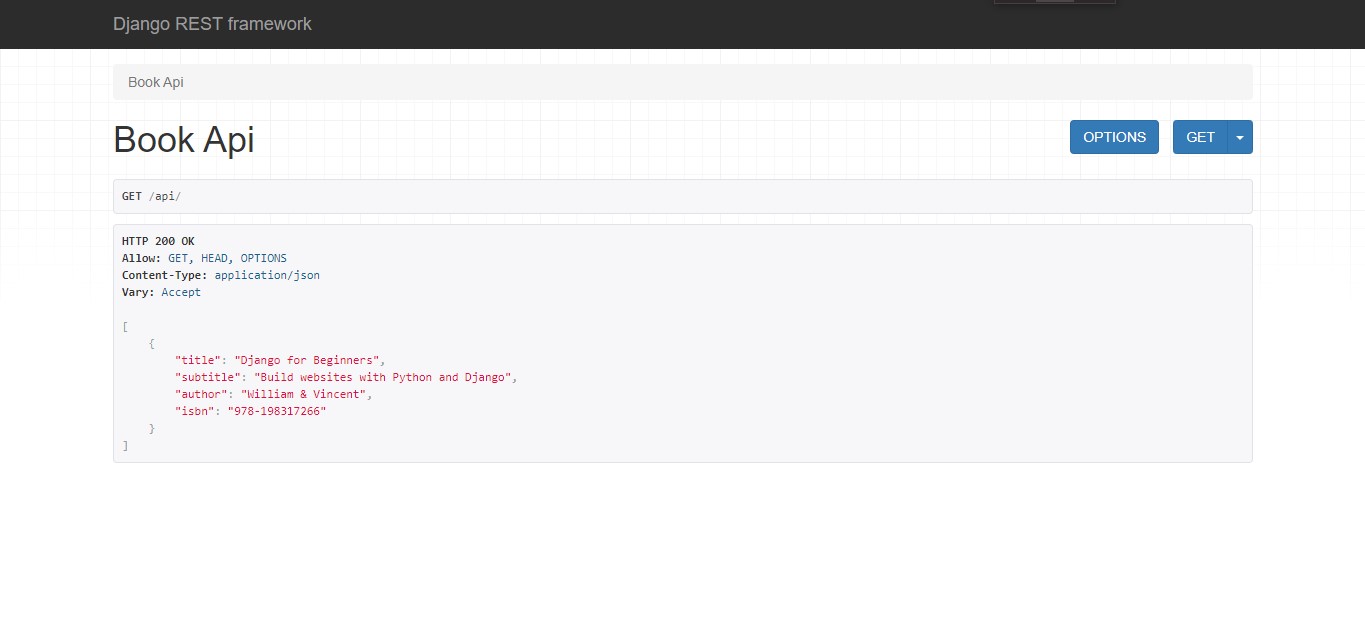 Django REST framework
Book Api
Book Api
OPTIONS
GET
GET /api/
HTTP 200 OK
Allow: GET, HEAD, OPTIONS
Content-Type: application/json
Vary: Accept
[
    {
        "title": "Django for Beginners",
        "subtitle": "Build websites with Python and Django",
        "author": "William & Vincent",
        "isbn": "978-198317266"
    }
]